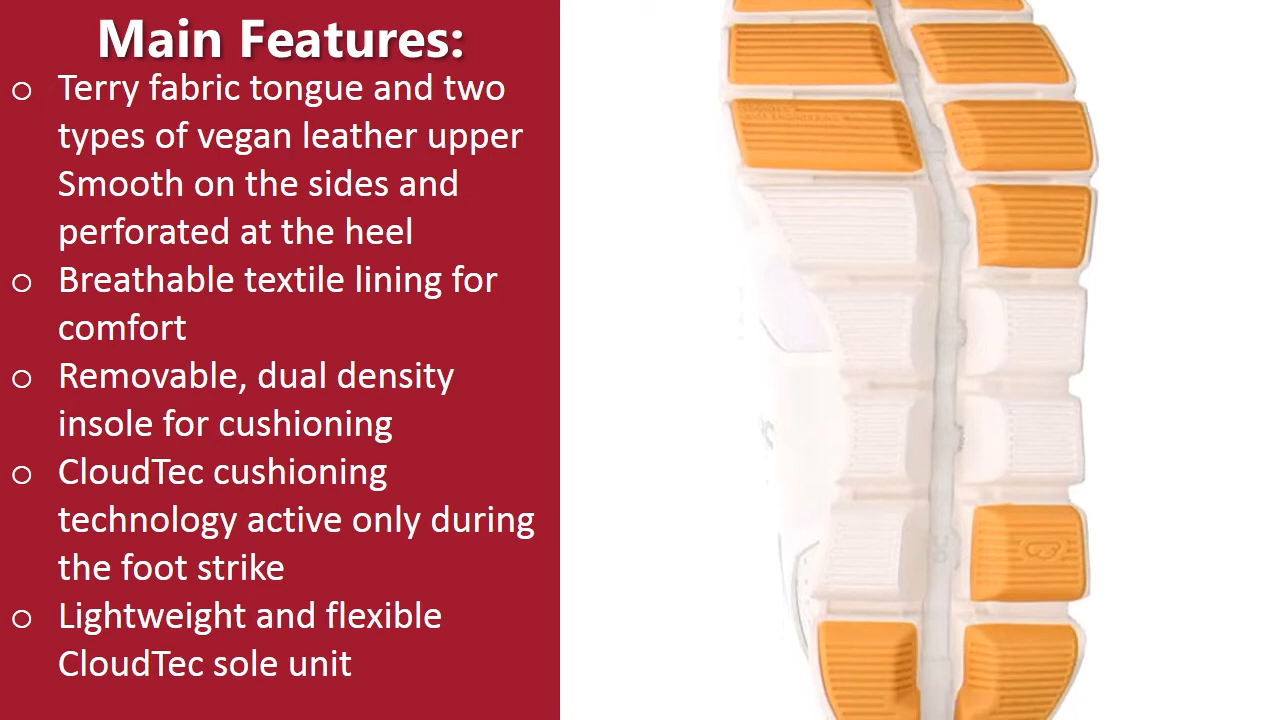 Main Features:
o Terry fabric tongue and two
types of vegan leather upper
Smooth on the sides and
perforated at the heel
o Breathable textile lining for
comfort
o Removable, dual density
insole for cushioning
o CloudTec cushioning
technology active only during
the foot strike
o Lightweight and flexible
CloudTec sole unit